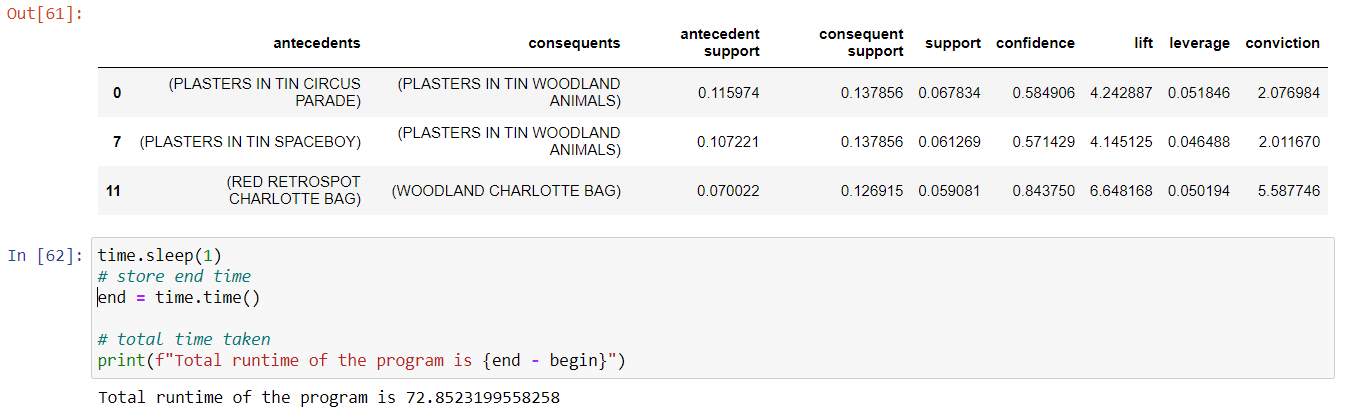 Out[61]:
antecedents consequents antecedent support consequent support support confidence lift leverage conviction
0 (PLASTERS IN TIN CIRCUS PARADE) (PLASTERS IN TIN WOODLAND ANIMALS) 0.115974 0.137856 0.067834 0.584906 4.242887 0.051846 2.076984
7 (PLASTERS IN TIN SPACEBOY) (PLASTERS IN TIN WOODLAND ANIMALS) 0.107221 0.137856 0.061269 0.571429 4.145125 0.046488 2.011670
11 (RED RETROSPOT CHARLOTTE BAG) (WOODLAND CHARLOTTE BAG) 0.070022 0.126915 0.059081 0.843750 6.648168 0.050194 5.587746
In [62]: time.sleep(1)
# store end time
end = time.time()
# total time taken
print(f"Total runtime of the program is {end - begin}")
Total runtime of the program is 72.8523199558258